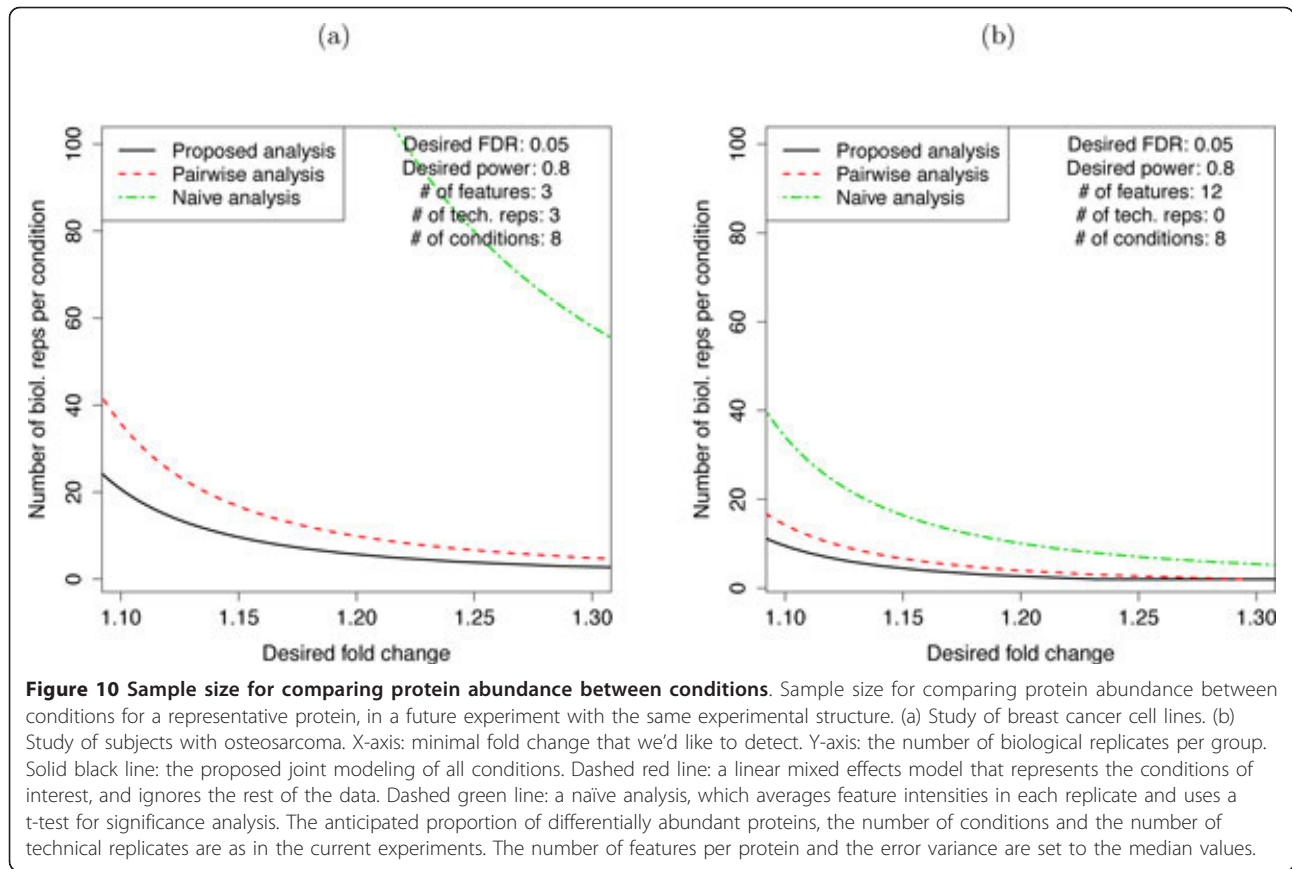 (a)
100
80
60
40
20
0
Number of biol. reps per condition
Proposed analysis
Pairwise analysis
Naive analysis
Desired FDR: 0.05
Desired power: 0.8
# of features: 3
# of tech. reps: 3
# of conditions: 8
1.10 1.15 1.20 1.25 1.30
Desired fold change
(b)
100
80
60
40
20
0
Number of biol. reps per condition
Proposed analysis
Pairwise analysis
Naive analysis
Desired FDR: 0.05
Desired power: 0.8
# of features: 12
# of tech. reps: 0
# of conditions: 8
1.10 1.15 1.20 1.25 1.30
Desired fold change
Figure 10 Sample size for comparing protein abundance between conditions. Sample size for comparing protein abundance between
conditions for a representative protein, in a future experiment with the same experimental structure. (a) Study of breast cancer cell lines. (b)
Study of subjects with osteosarcoma. X-axis: minimal fold change that we'd like to detect. Y-axis: the number of biological replicates per group.
Solid black line: the proposed joint modeling of all conditions. Dashed red line: a linear mixed effects model that represents the conditions of
interest, and ignores the rest of the data. Dashed green line: a naïve analysis, which averages feature intensities in each replicate and uses a
t-test for significance analysis. The anticipated proportion of differentially abundant proteins, the number of conditions and the number of
technical replicates are as in the current experiments. The number of features per protein and the error variance are set to the median values.